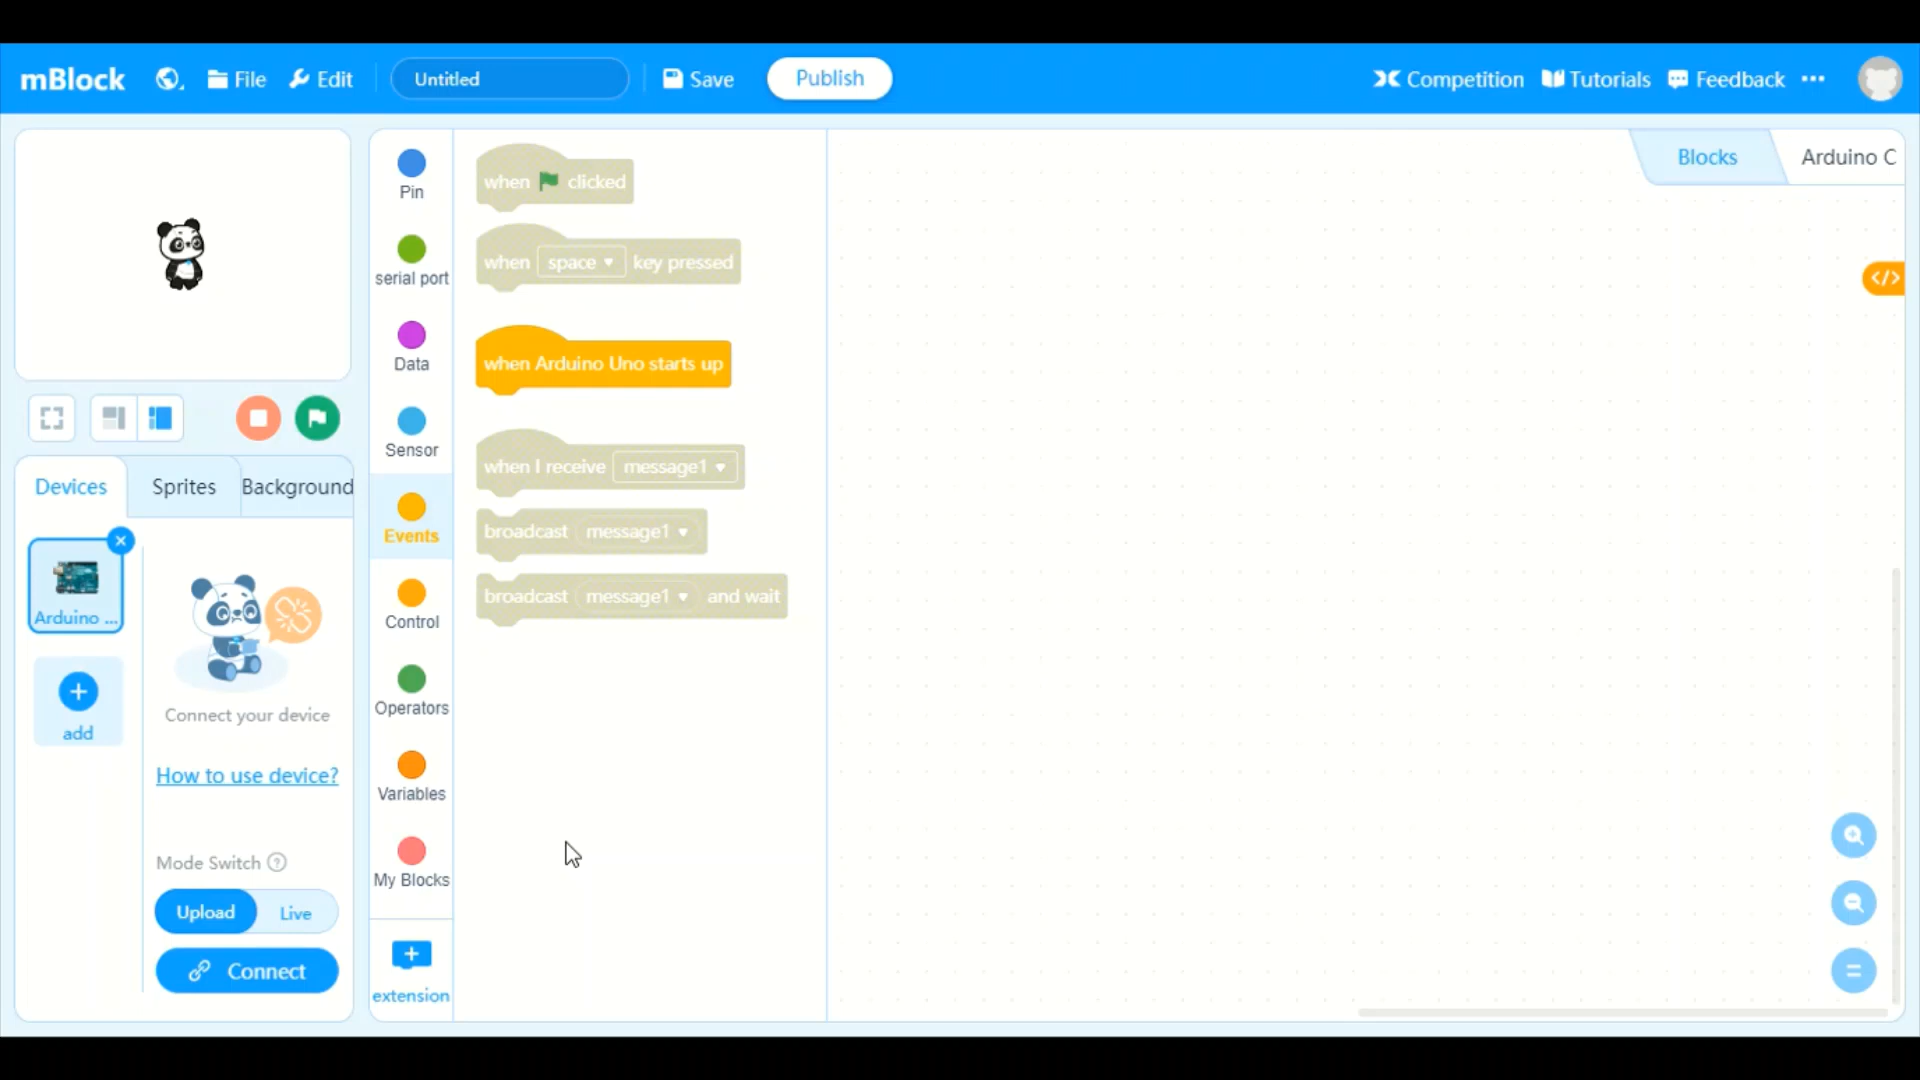 mBlock File Edit Untitled Save Publish Competition Tutorials Feedback
Blocks Arduino C
Pin
serial port
Data
Sensor
Events
Control
Operators
Variables
My Blocks
extension
when clicked
when space key pressed
when Arduino Uno starts up
when I receive message1
broadcast message1
broadcast message1 and wait
Devices Sprites Background
Arduino ...
add
Connect your device
How to use device?
Mode Switch ?
Upload Live
Connect